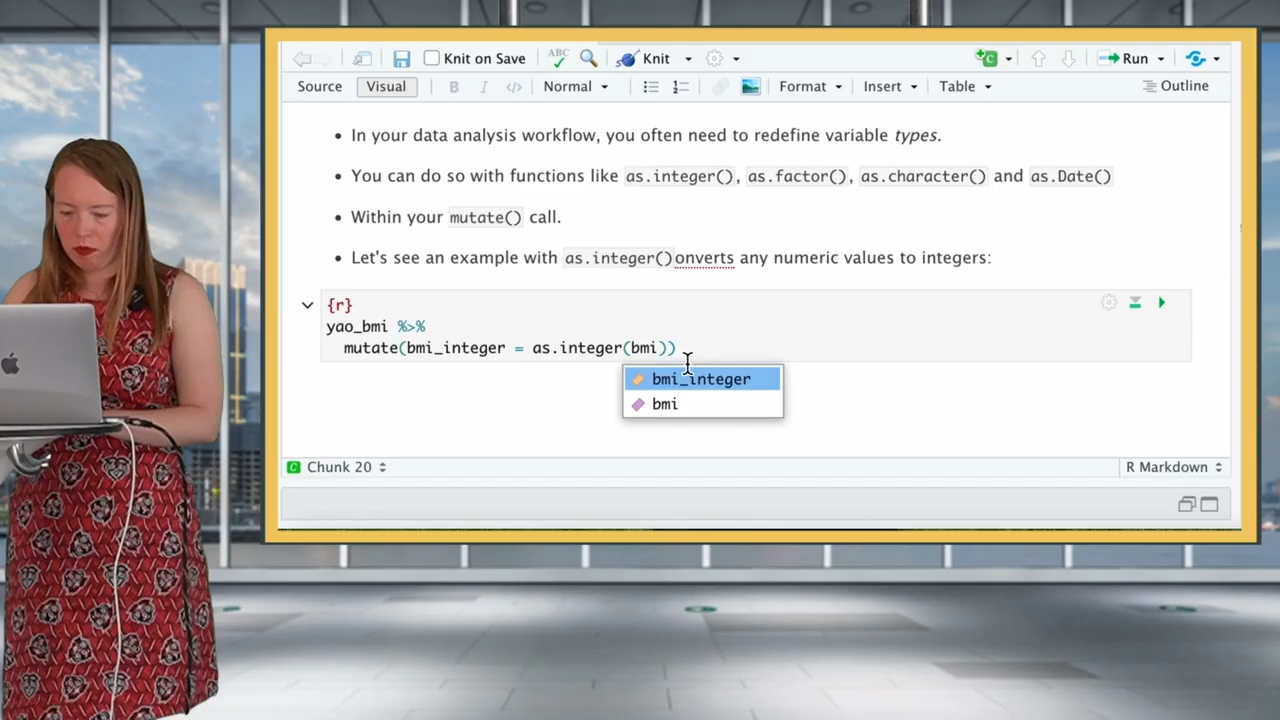 Knit on Save
ABC
Knit
Run
Source
Visual
B
I
</>
Normal
Format
Insert
Table
Outline
• In your data analysis workflow, you often need to redefine variable types.
• You can do so with functions like as.integer(), as.factor(), as.character() and as.Date()
• Within your mutate() call.
• Let's see an example with as.integer()onverts any numeric values to integers:
{r}
yao_bmi %>%
mutate(bmi_integer = as.integer(bmi))
bmi_integer
bmi
C Chunk 20
R Markdown